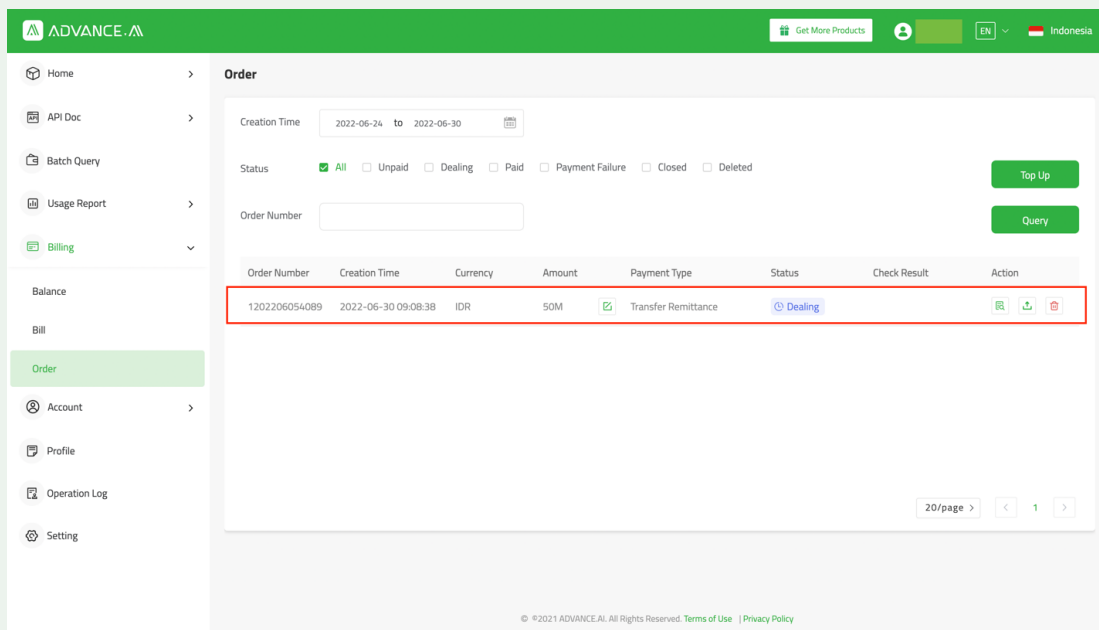 ADVANCE.AI
Get More Products
EN
Indonesia
Home
API Doc
Batch Query
Usage Report
Billing
Balance
Bill
Order
Account
Profile
Operation Log
Setting
Order
Creation Time 2022-06-24 to 2022-06-30
Status All Unpaid Dealing Paid Payment Failure Closed Deleted
Top Up
Order Number
Query
Order Number Creation Time Currency Amount Payment Type Status Check Result Action
1202206054089 2022-06-30 09:08:38 IDR 50M Transfer Remittance Dealing
20/page > < 1 >
© ©2021 ADVANCE.AI. All Rights Reserved. Terms of Use | Privacy Policy